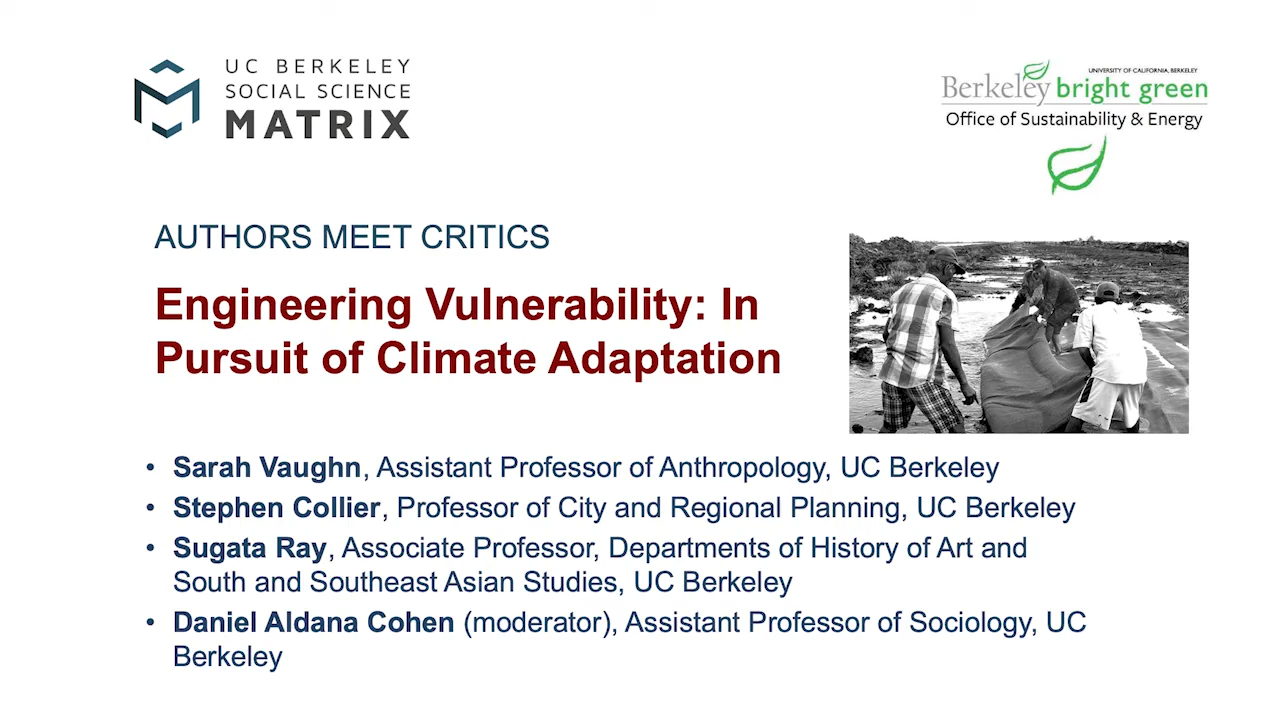 UC BERKELEY
SOCIAL SCIENCE
MATRIX
UNIVERSITY OF CALIFORNIA, BERKELEY
Berkeley bright green
Office of Sustainability & Energy
AUTHORS MEET CRITICS
Engineering Vulnerability: In
Pursuit of Climate Adaptation
• Sarah Vaughn, Assistant Professor of Anthropology, UC Berkeley
• Stephen Collier, Professor of City and Regional Planning, UC Berkeley
• Sugata Ray, Associate Professor, Departments of History of Art and
South and Southeast Asian Studies, UC Berkeley
• Daniel Aldana Cohen (moderator), Assistant Professor of Sociology, UC
Berkeley